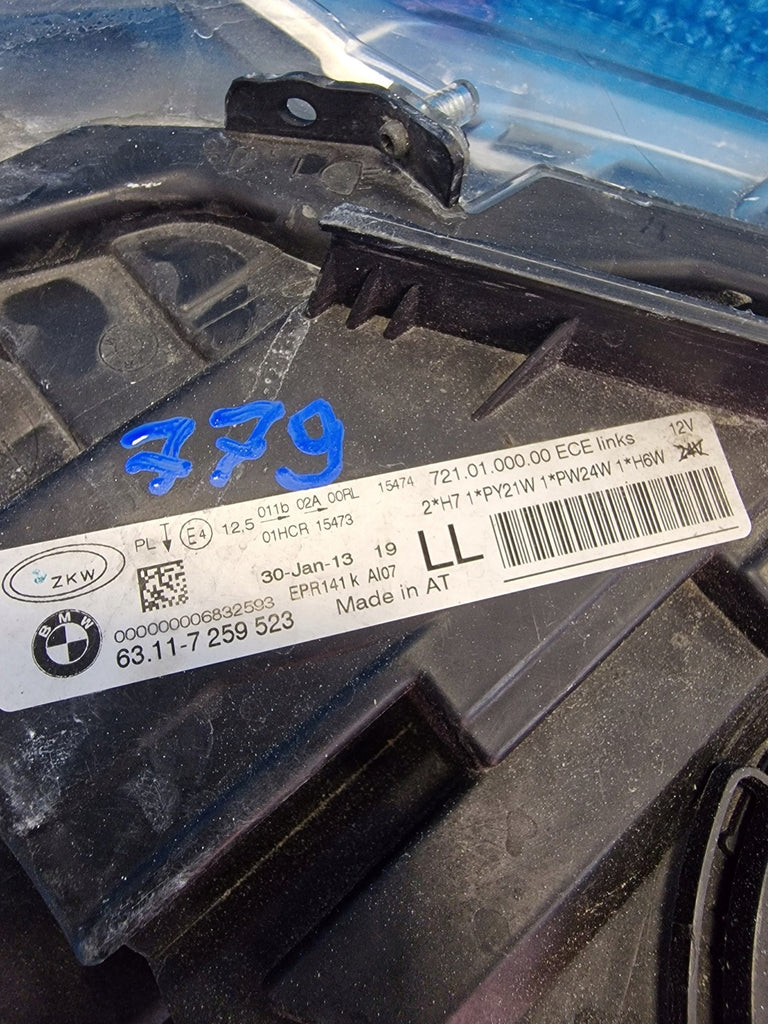 779
721.01.000.00 ECE links
12V
15474
2*H7 1*PY21W 1*PW24W 1*H6W
24V
PL E4 12,5 011b 02A 00RL
01HCR 15473
ZKW
30-Jan-13 19
LL
EPR141 k AI07
Made in AT
BMW
000000006832593
63.11-7 259 523